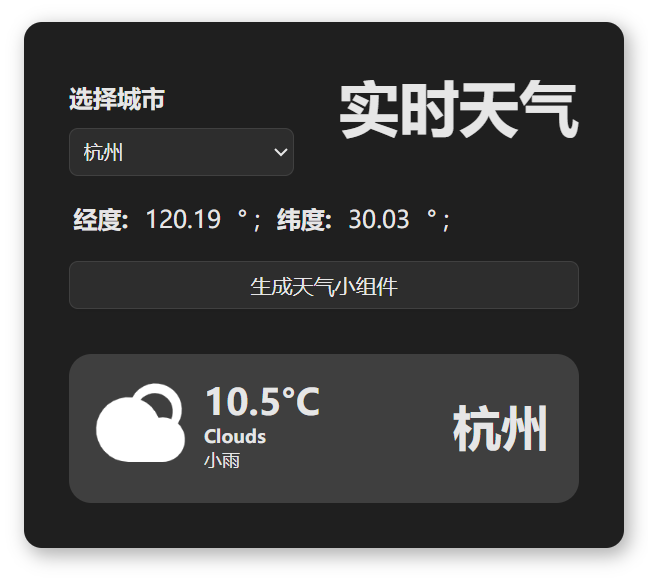 选择城市
实时天气
杭州
经度: 120.19 ° ; 纬度: 30.03 ° ;
生成天气小组件
10.5°C
Clouds
小雨
杭州